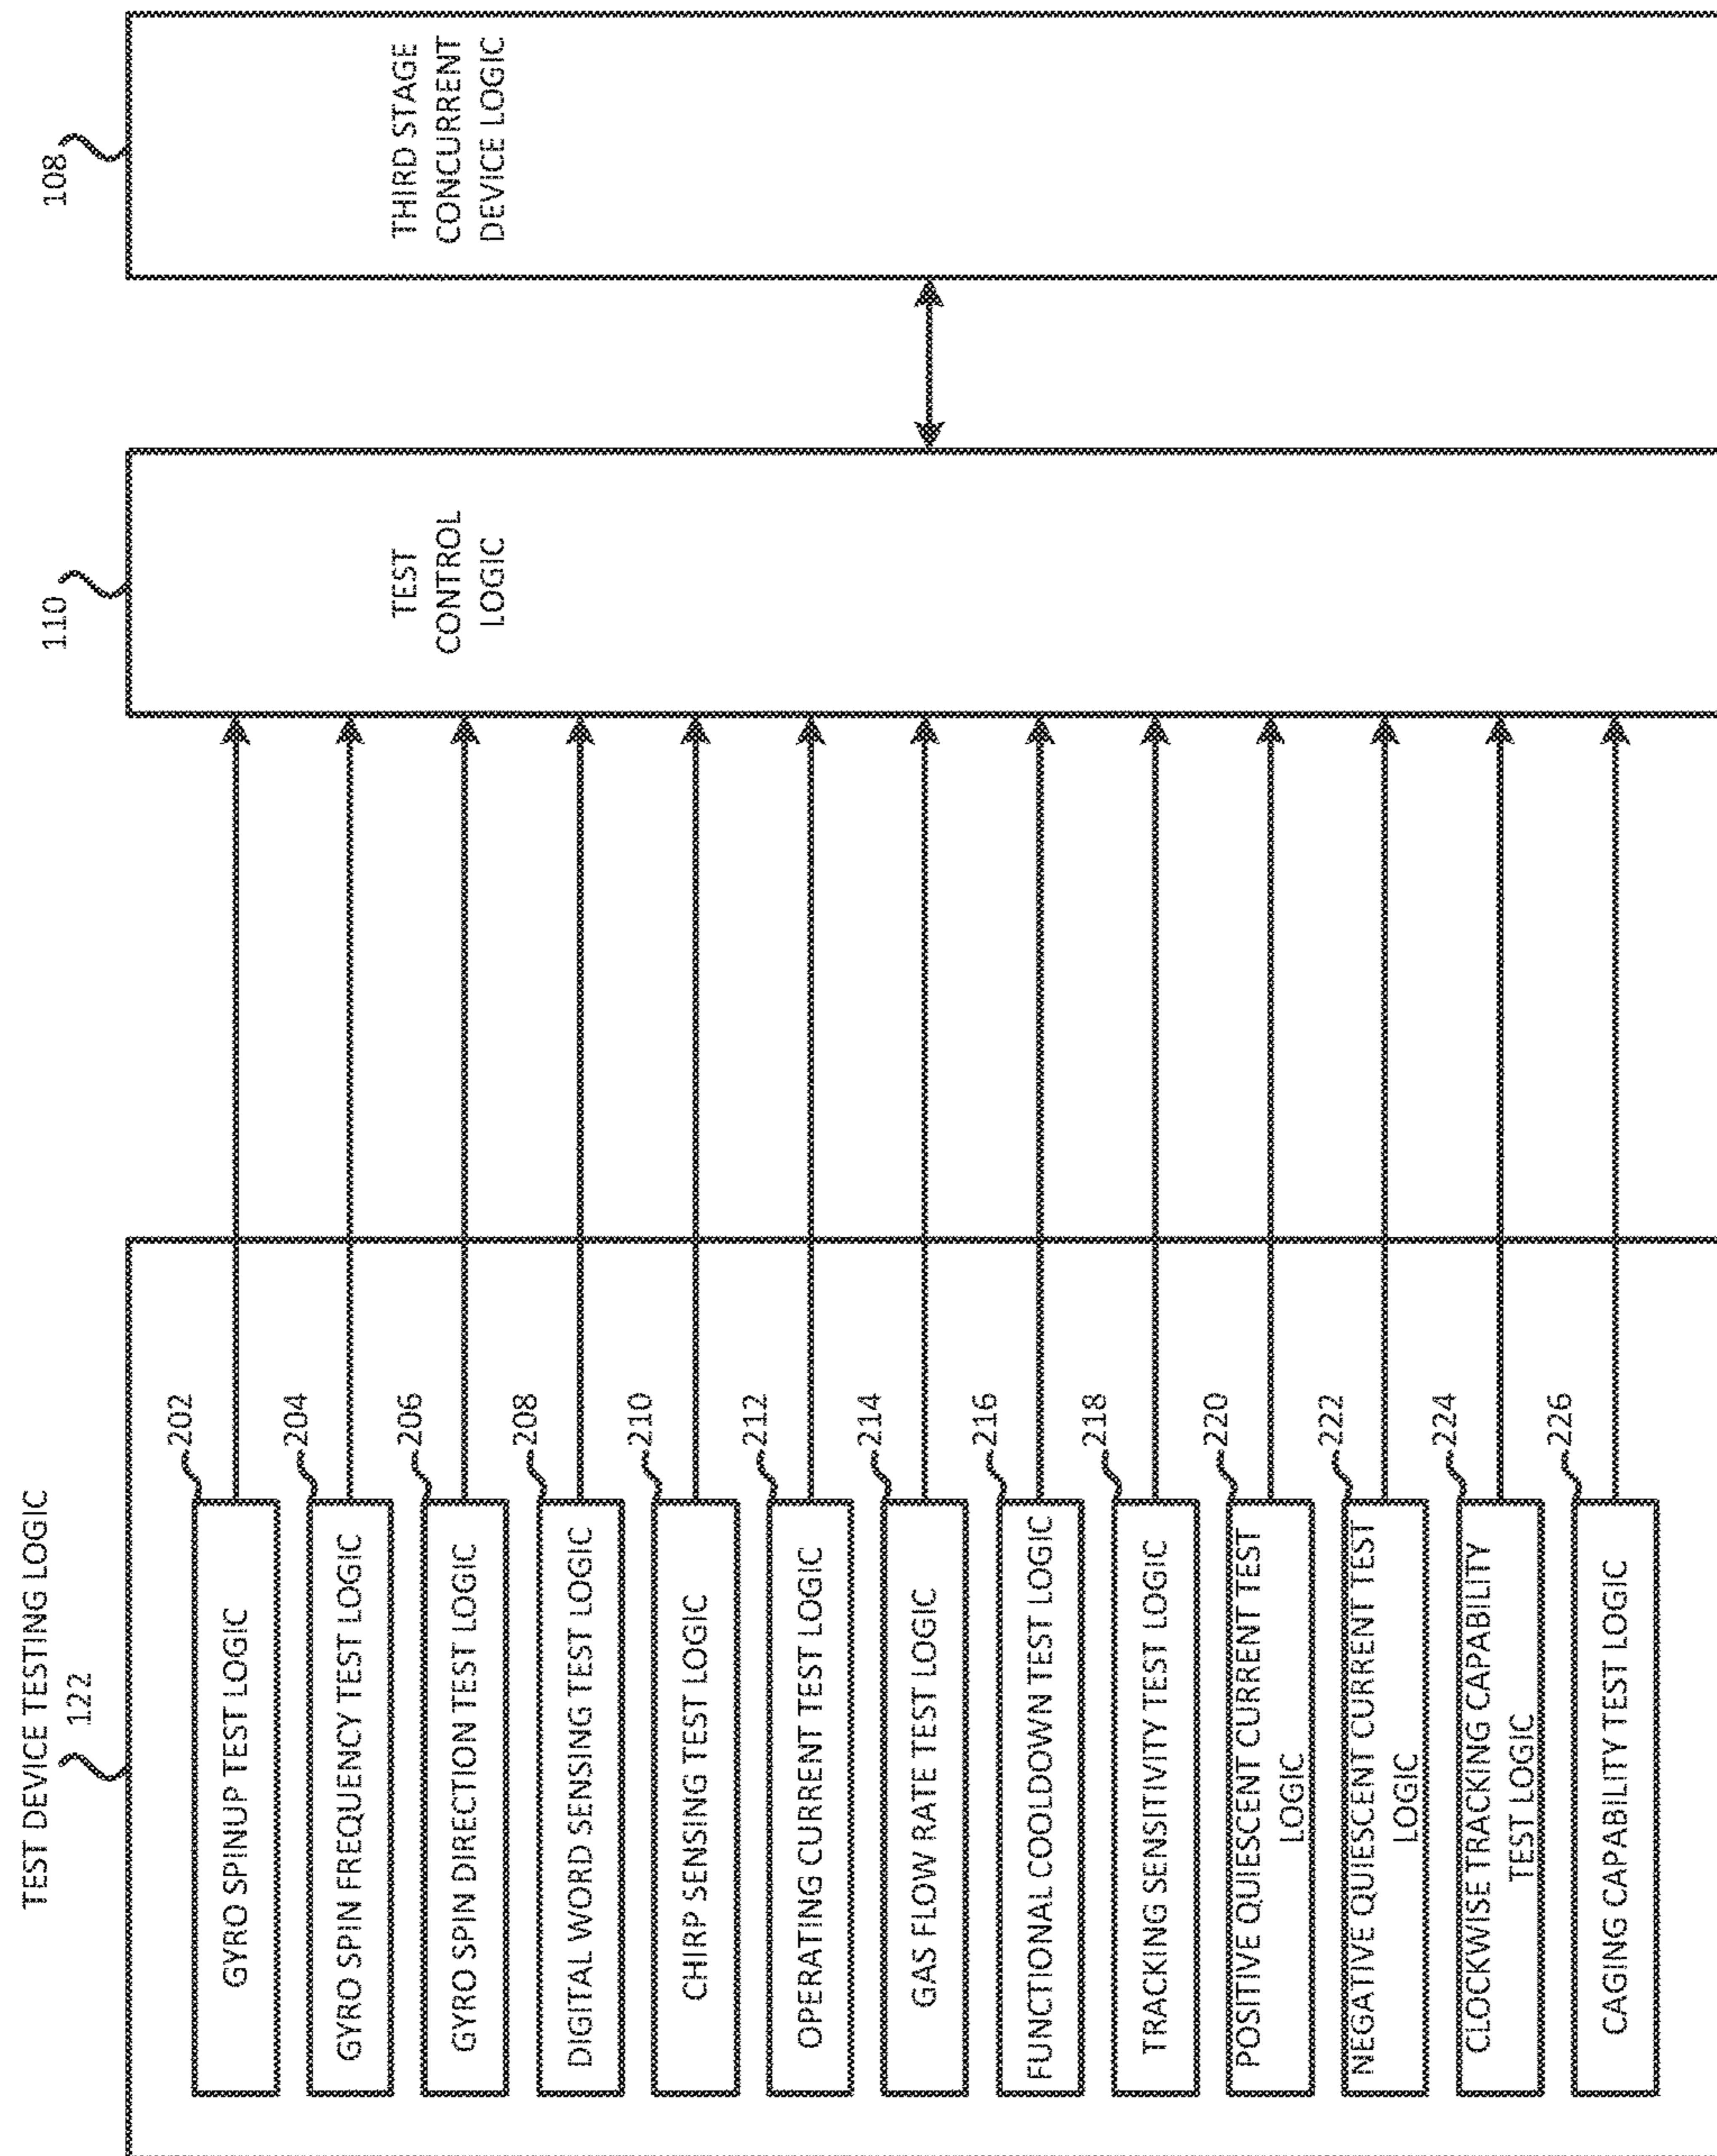 TEST DEVICE TESTING LOGIC
122
110
108
GYRO SPINUP TEST LOGIC
202
GYRO SPIN FREQUENCY TEST LOGIC
204
GYRO SPIN DIRECTION TEST LOGIC
206
DIGITAL WORD SENSING TEST LOGIC
208
CHIRP SENSING TEST LOGIC
210
OPERATING CURRENT TEST LOGIC
212
GAS FLOW RATE TEST LOGIC
214
FUNCTIONAL COOLDOWN TEST LOGIC
216
TRACKING SENSITIVITY TEST LOGIC
218
POSITIVE QUIESCENT CURRENT TEST
LOGIC
220
NEGATIVE QUIESCENT CURRENT TEST
LOGIC
222
CLOCKWISE TRACKING CAPABILITY
TEST LOGIC
224
CAGING CAPABILITY TEST LOGIC
226
TEST
CONTROL
LOGIC
THIRD STAGE
CONCURRENT
DEVICE LOGIC